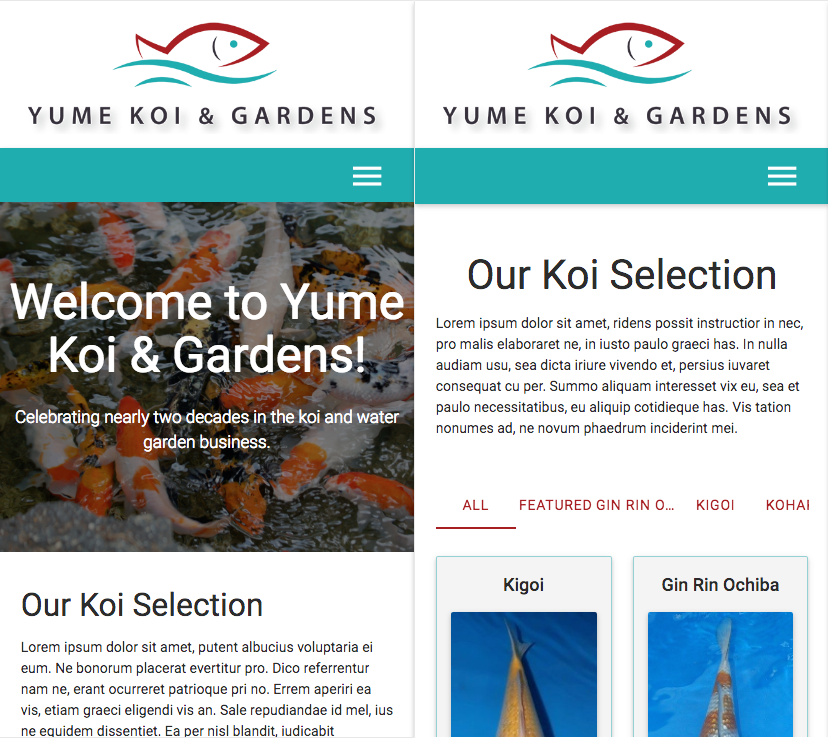 YUME KOI & GARDENS
Welcome to Yume
Koi & Gardens!
Celebrating nearly two decades in the koi and water
garden business.
Our Koi Selection
Lorem ipsum dolor sit amet, putent albucius voluptaria ei
eum. Ne bonorum placerat evertitur pro. Dico referrentur
nam ne, erant ocurreret patrioque pri no. Errem aperiri ea
vis, etiam graeci eligendi vis an. Sale repudiandae id mel, ius
ne equidem dissentiet. Ea per nisl blandit, iudicabit
YUME KOI & GARDENS
Our Koi Selection
Lorem ipsum dolor sit amet, ridens possit instructior in nec,
pro malis elaboraret ne, in iusto paulo graeci has. In nulla
audiam usu, sea dicta iriure vivendo et, persius iuvaret
consequat cu per. Summo aliquam interesset vix eu, sea et
paulo necessitatibus, eu aliquip cotidieque has. Vis tation
nonumes ad, ne novum phaedrum inciderint mei.
ALL FEATURED GIN RIN O... KIGOI KOHAI
Kigoi
Gin Rin Ochiba